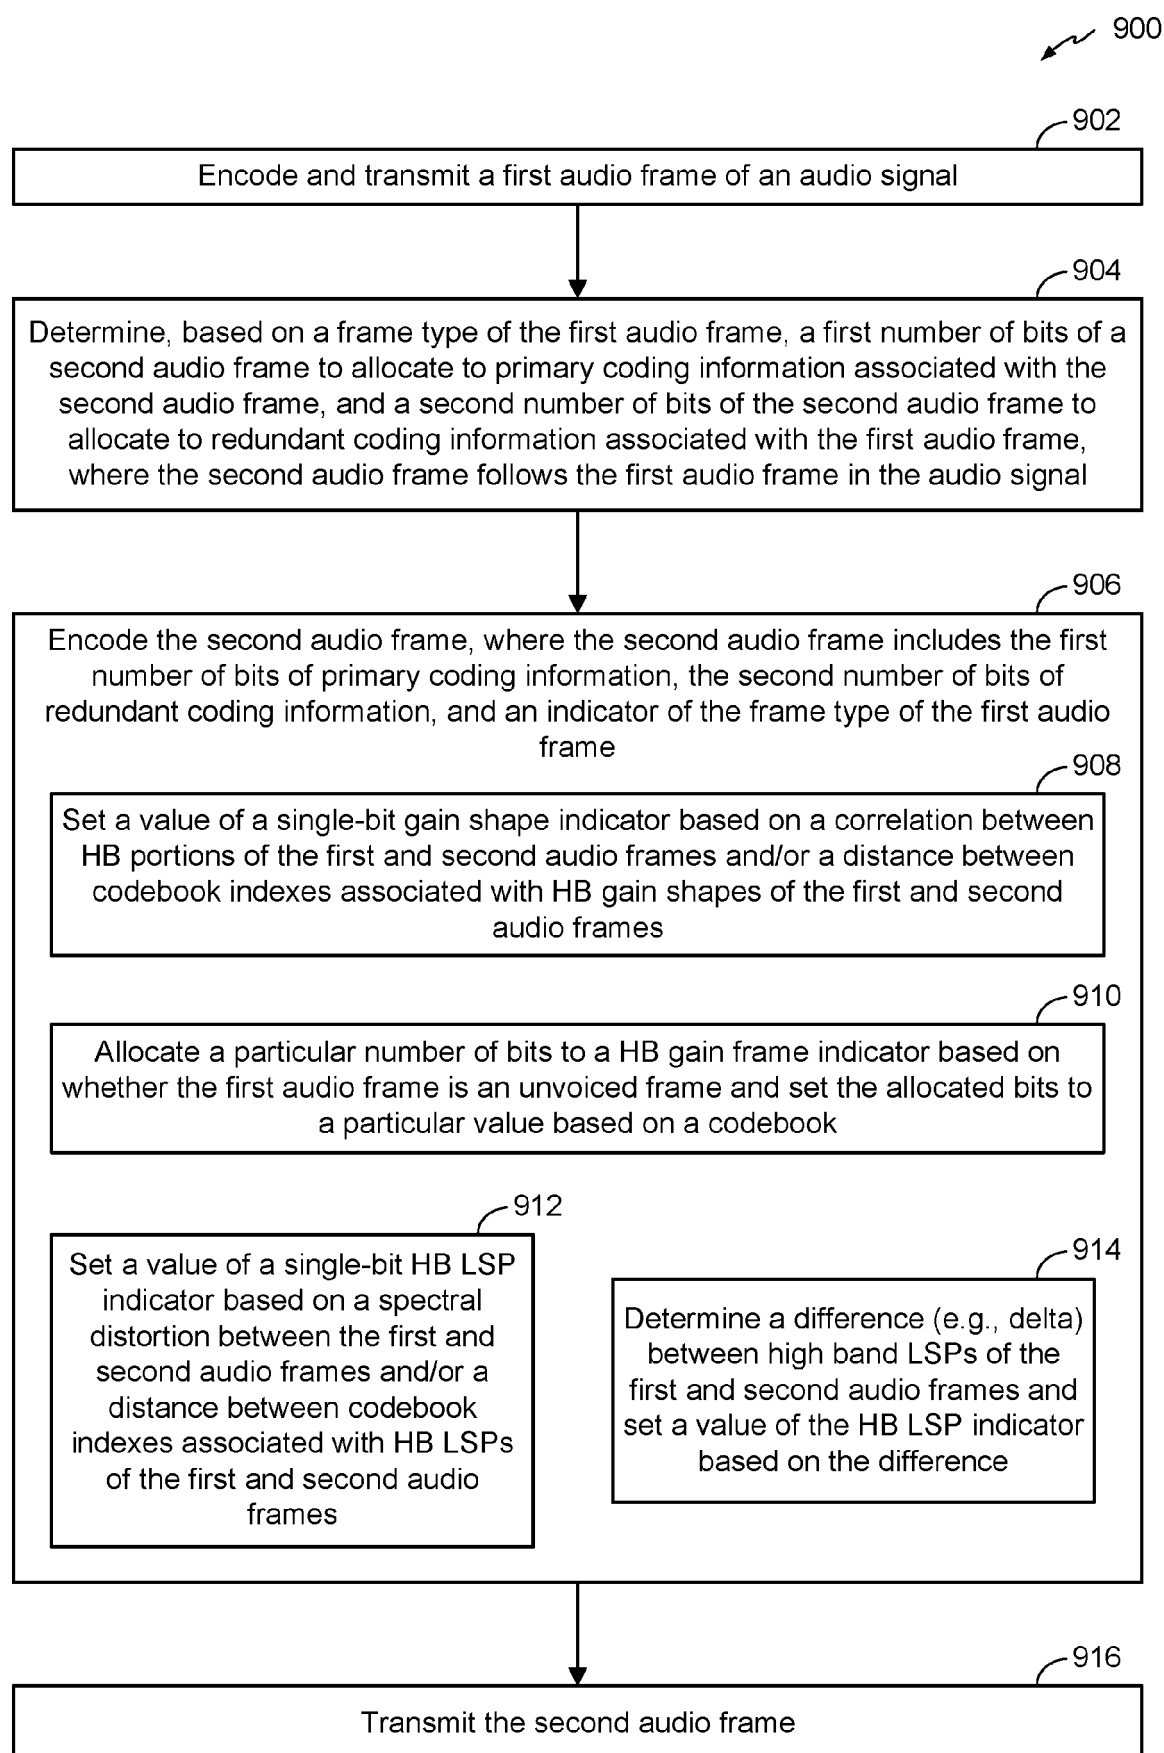 900
902
Encode and transmit a first audio frame of an audio signal
904
Determine, based on a frame type of the first audio frame, a first number of bits of a
second audio frame to allocate to primary coding information associated with the
second audio frame, and a second number of bits of the second audio frame to
allocate to redundant coding information associated with the first audio frame,
where the second audio frame follows the first audio frame in the audio signal
906
Encode the second audio frame, where the second audio frame includes the first
number of bits of primary coding information, the second number of bits of
redundant coding information, and an indicator of the frame type of the first audio
frame
908
Set a value of a single-bit gain shape indicator based on a correlation between
HB portions of the first and second audio frames and/or a distance between
codebook indexes associated with HB gain shapes of the first and second
audio frames
910
Allocate a particular number of bits to a HB gain frame indicator based on
whether the first audio frame is an unvoiced frame and set the allocated bits to
a particular value based on a codebook
912
Set a value of a single-bit HB LSP
indicator based on a spectral
distortion between the first and
second audio frames and/or a
distance between codebook
indexes associated with HB LSPs
of the first and second audio
frames
914
Determine a difference (e.g., delta)
between high band LSPs of the
first and second audio frames and
set a value of the HB LSP indicator
based on the difference
916
Transmit the second audio frame